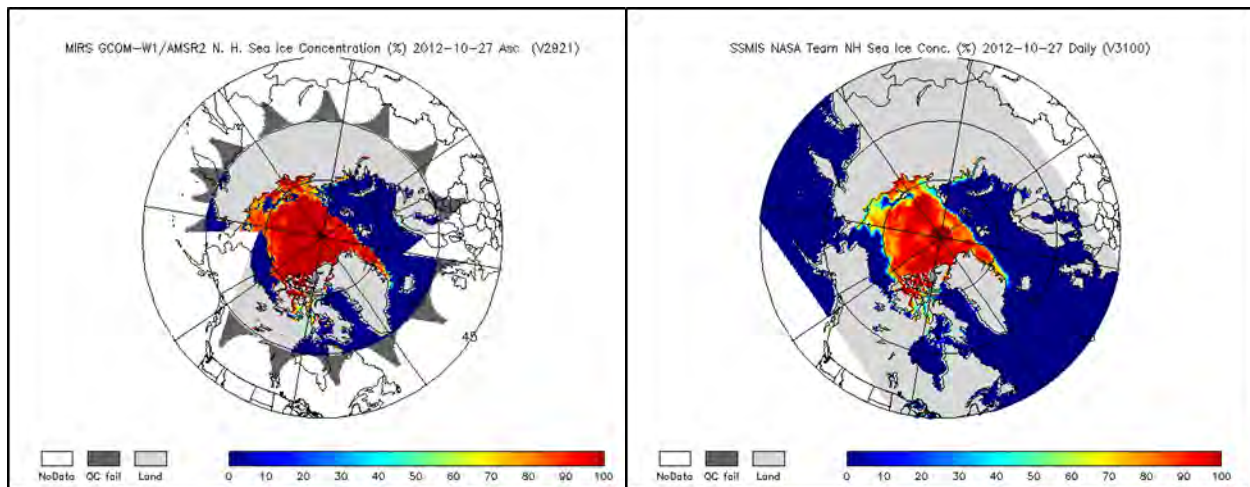 MIRS GCOM-W1/AMSR2 N. H. Sea Ice Concentration (%) 2012-10-27 Asc (V2921)
45
NoData QC fail Land
0 10 20 30 40 50 60 70 80 90 100
SSMIS NASA Team NH Sea Ice Conc. (%) 2012-10-27 Daily (V3100)
NoData QC fail Land
0 10 20 30 40 50 60 70 80 90 100